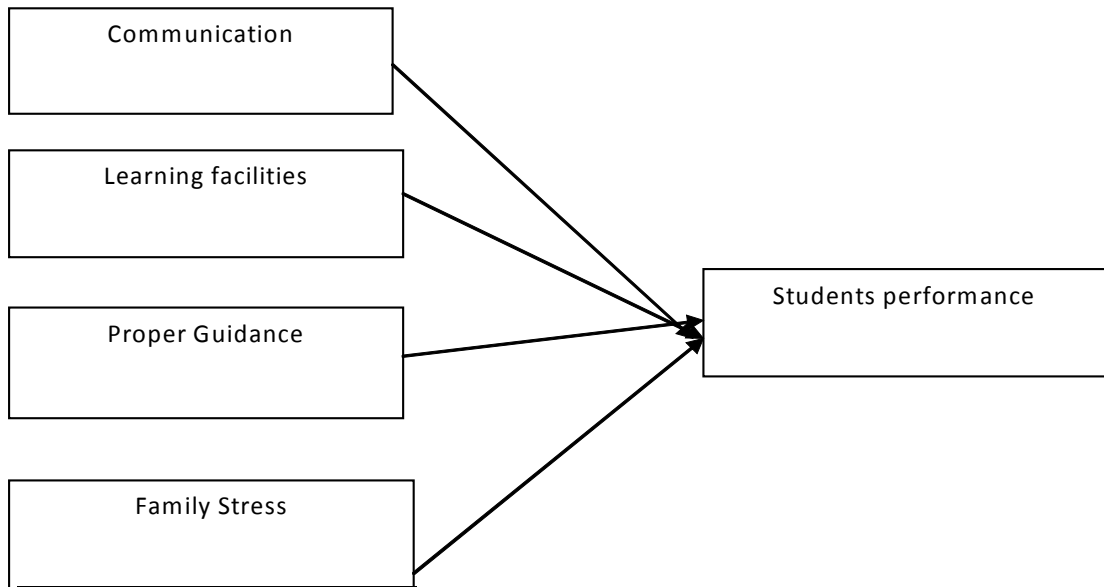 Communication
Learning facilities
Proper Guidance
Family Stress
Students performance